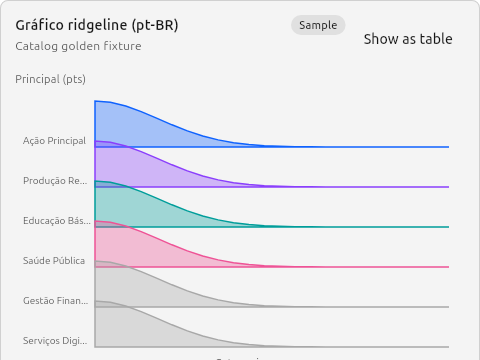 Gráfico ridgeline (pt-BR)
Sample
Show as table
Catalog golden fixture
Principal (pts)
Ação Principal
Produção Re...
Educação Bás...
Saúde Pública
Gestão Finan...
Serviços Digi...